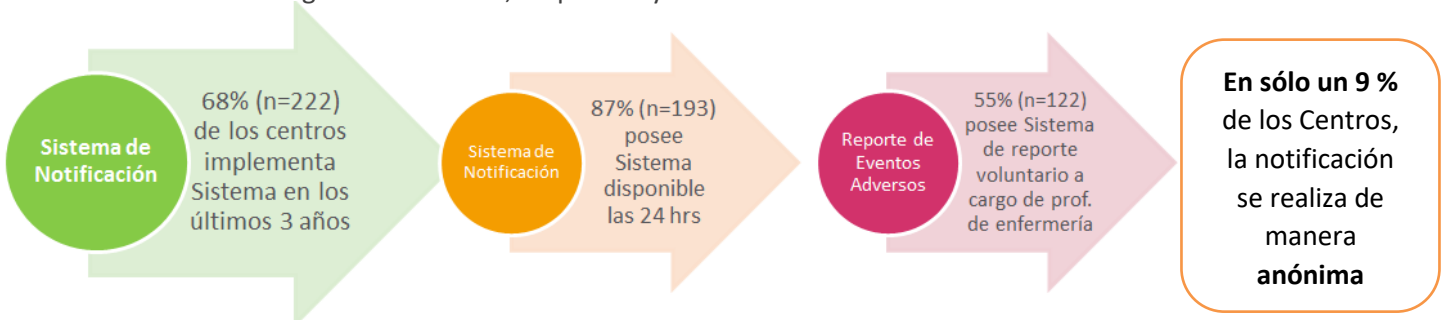 Sistema de
Notificación
68% (n=222)
de los centros
implementa
Sistema en los
últimos 3 años
Sistema de
Notificación
87% (n=193)
posee
Sistema
disponible
las 24 hrs
Reporte de
Eventos
Adversos
55% (n=122)
posee Sistema
de reporte
voluntario a
cargo de prof.
de enfermería
En sólo un 9 %
de los Centros,
la notificación
se realiza de
manera
anónima